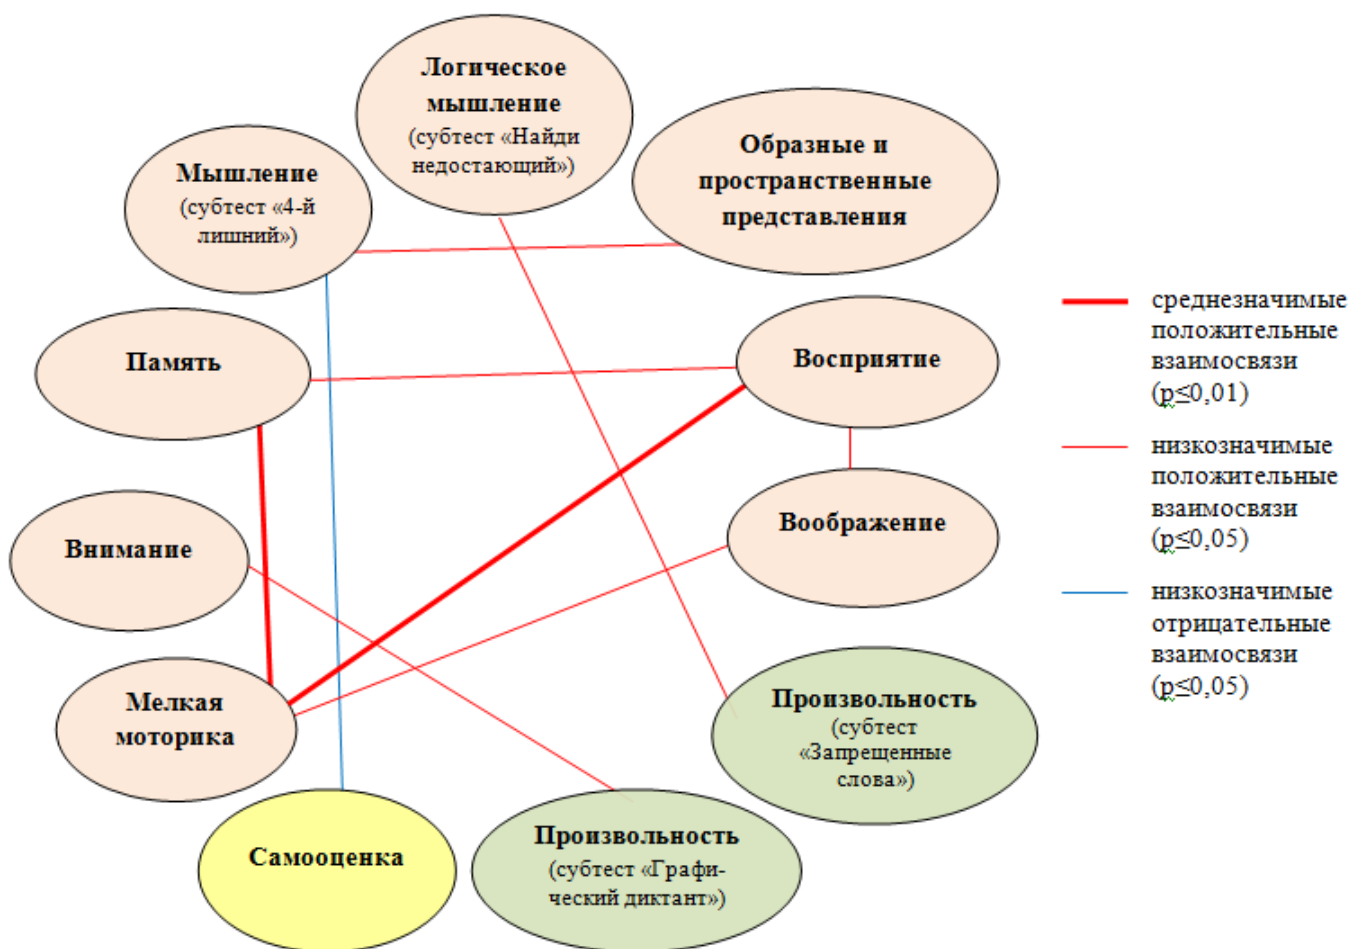 Логическое
мышление
(субтест «Найди
недостающий»)
Образные и
пространственные
представления
Мышление
(субтест «4-й
лишний»)
Память
Восприятие
Внимание
Воображение
Мелкая
моторика
Произвольность
(субтест
«Запрещенные
слова»)
Самооценка
Произвольность
(субтест «Графи-
ческий диктант»)
среднезначимые
положительные
взаимосвязи
(p≤0,01)
низкозначимые
положительные
взаимосвязи
(p≤0,05)
низкозначимые
отрицательные
взаимосвязи
(p≤0,05)